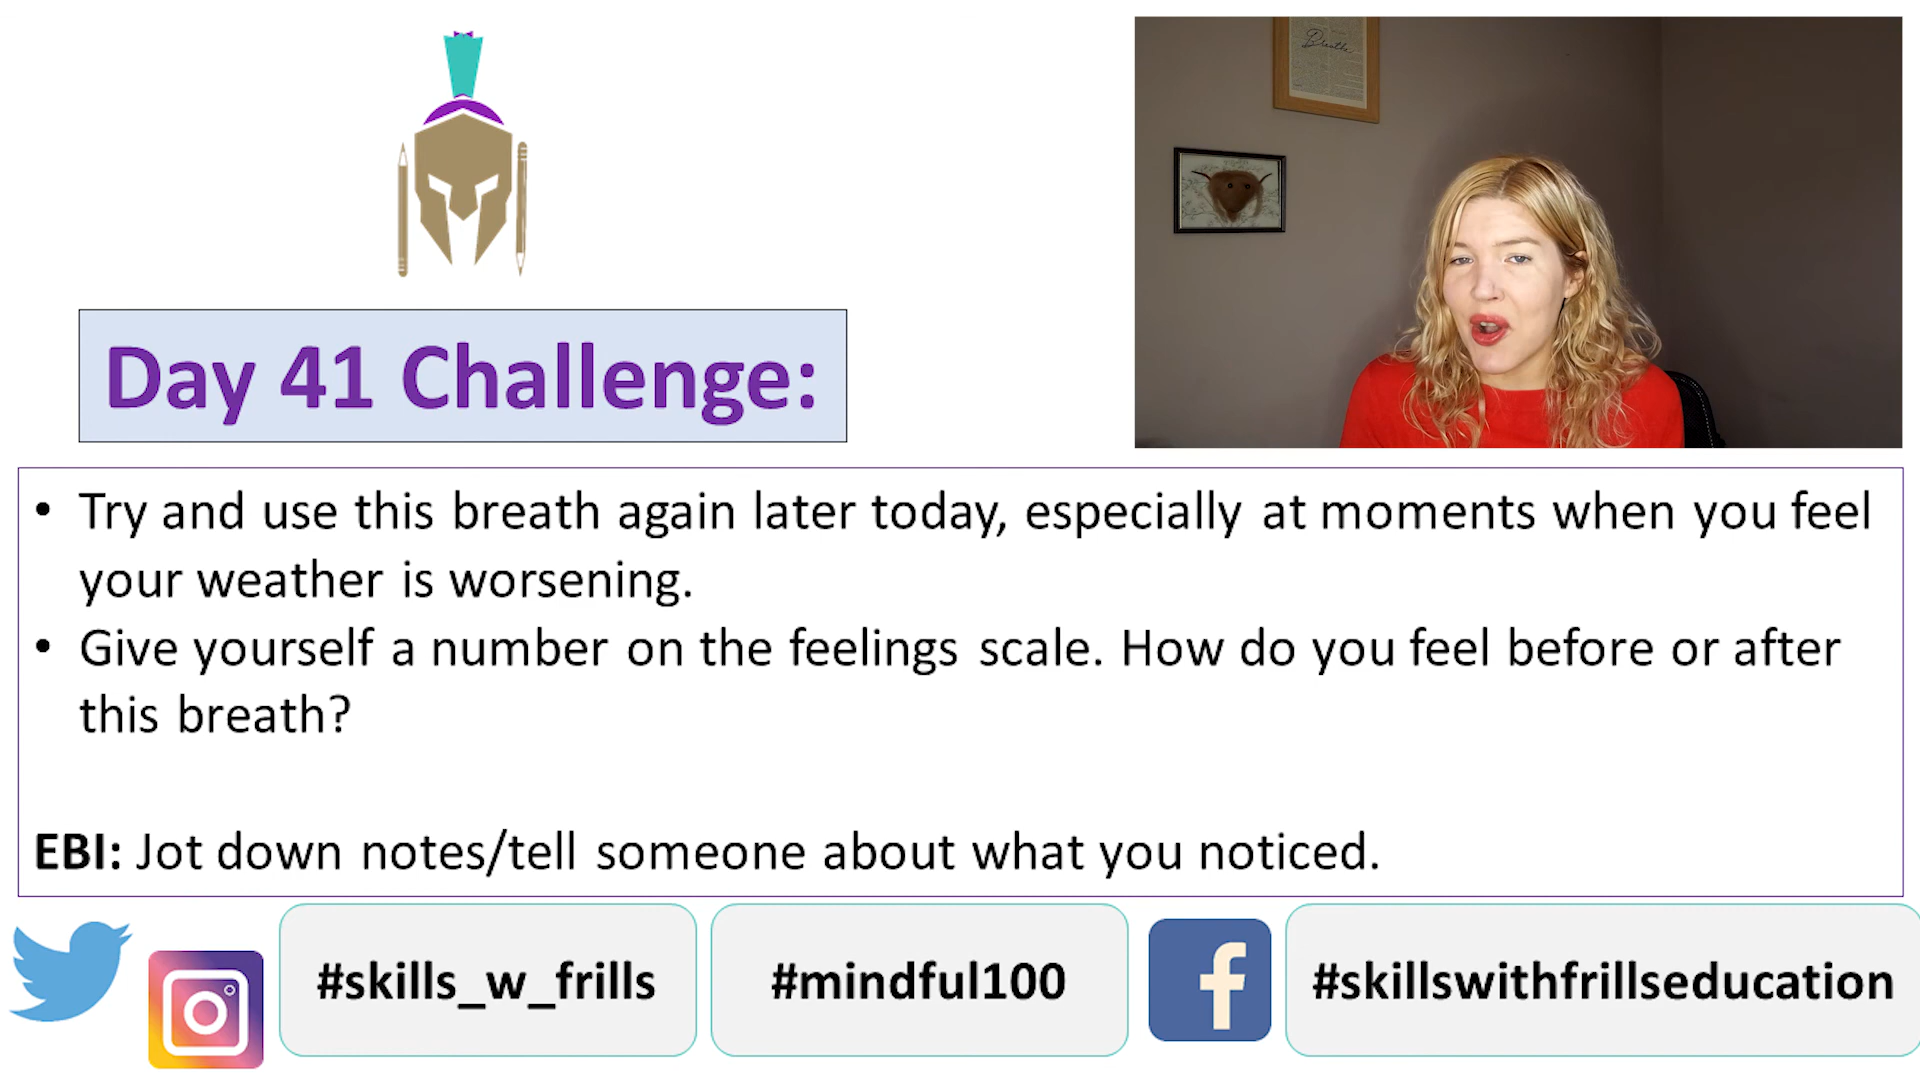 Breathe
Day 41 Challenge:
• Try and use this breath again later today, especially at moments when you feel
your weather is worsening.
• Give yourself a number on the feelings scale. How do you feel before or after
this breath?
EBI: Jot down notes/tell someone about what you noticed.
#skills_w_frills
#mindful100
#skillswithfrillseducation